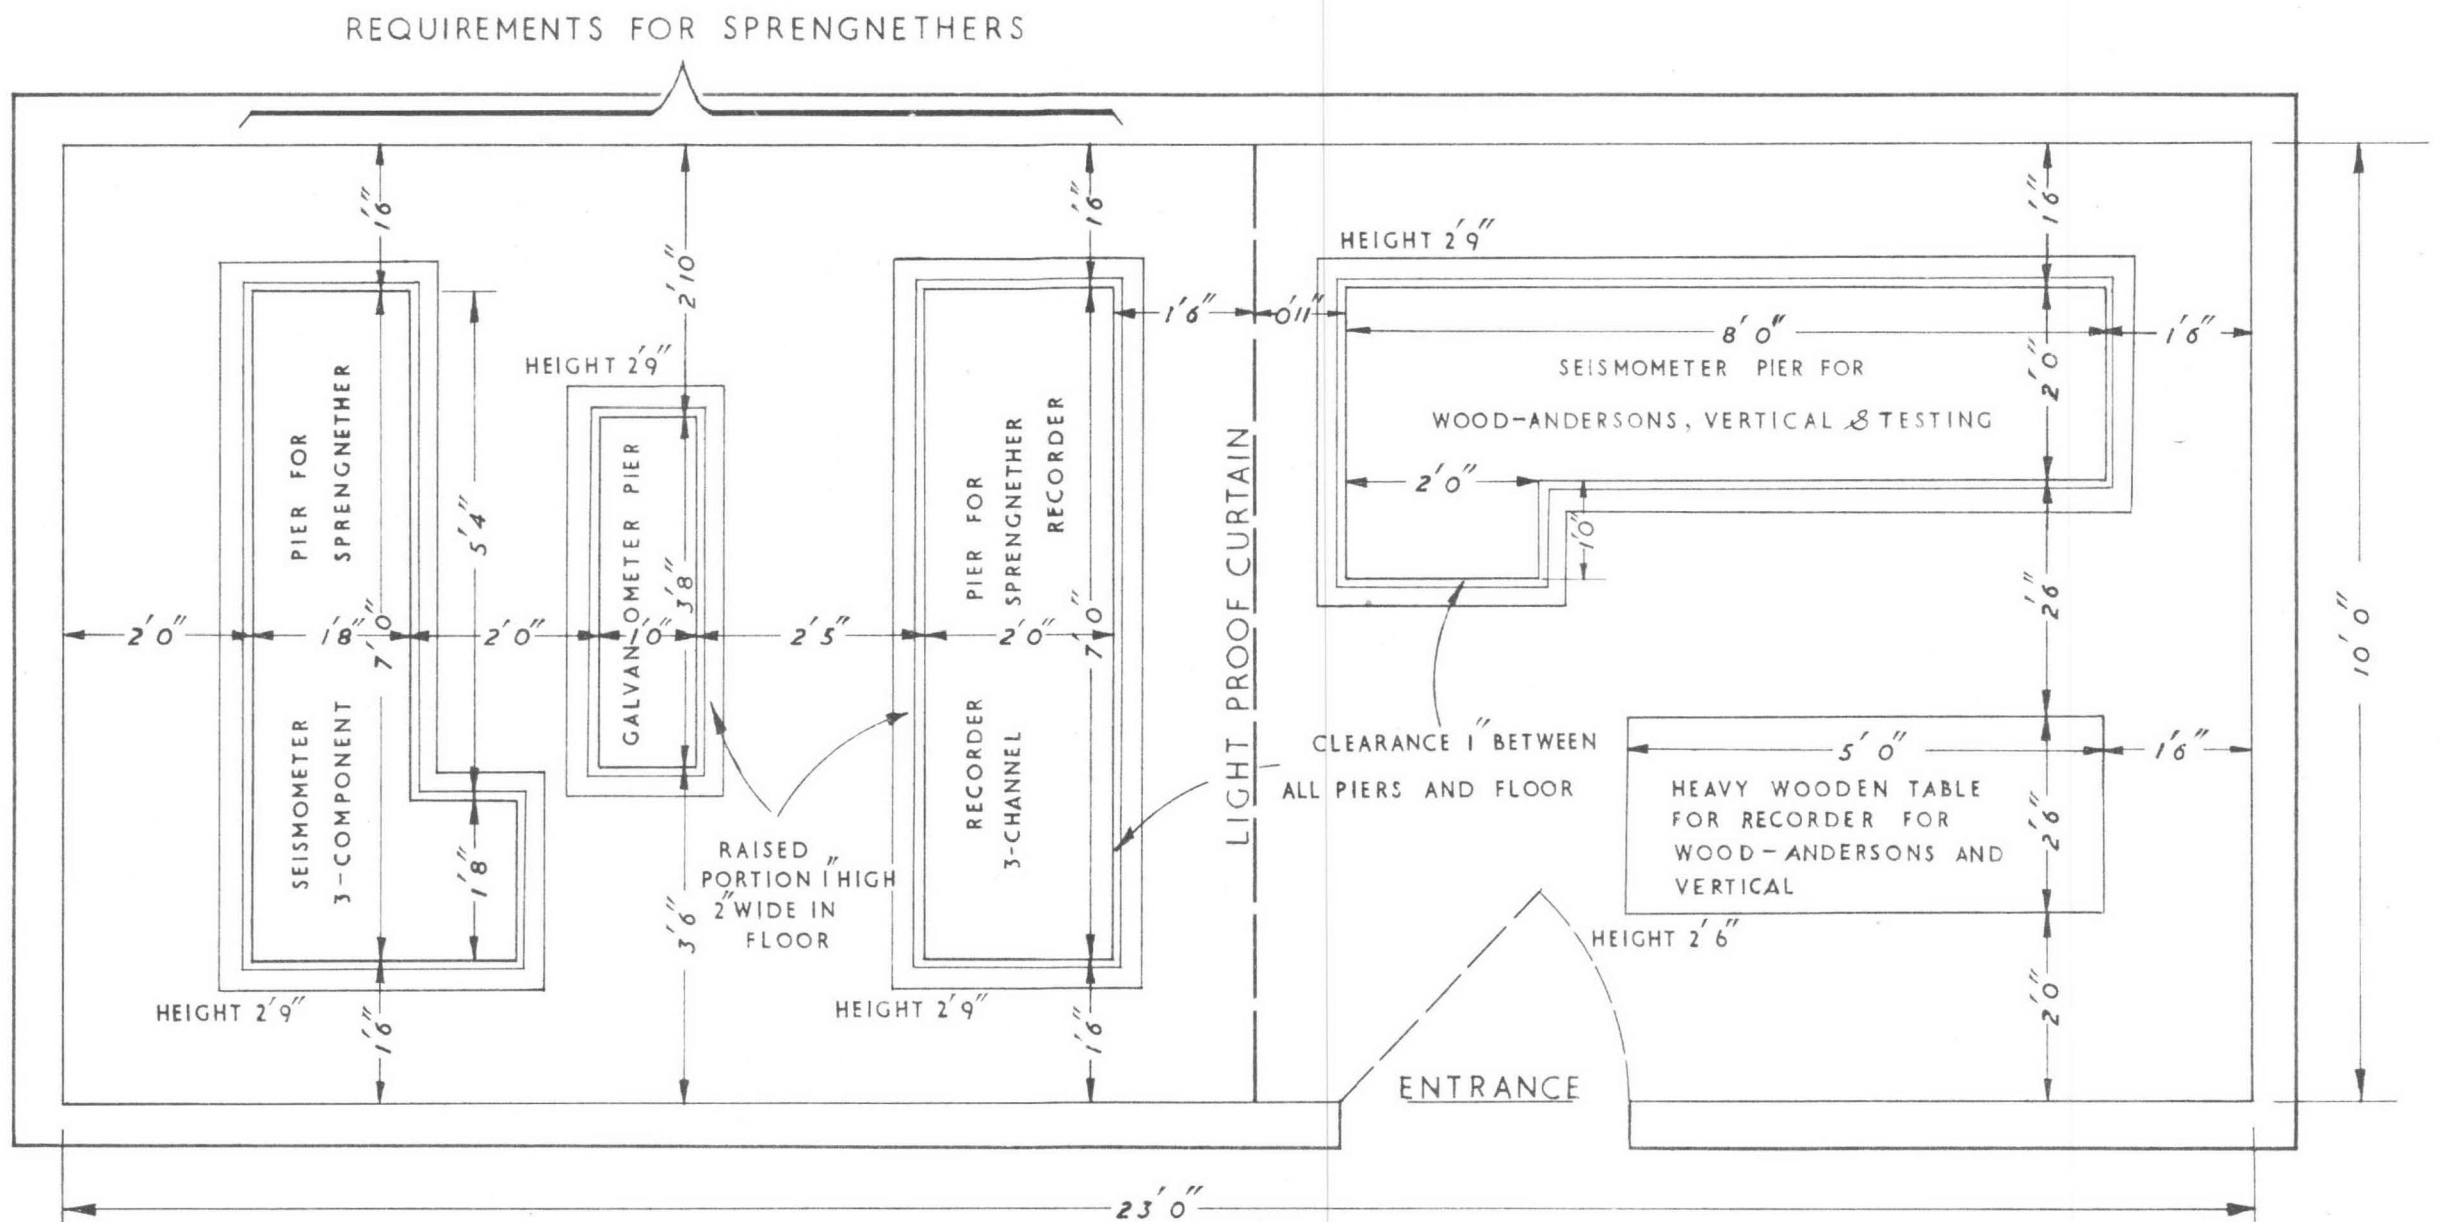 REQUIREMENTS FOR SPRENGNETHERS
1'6"
2'10"
1'6"
1'6"
HEIGHT 2'9"
HEIGHT 2'9"
1'6"
0'11"
8'0"
1'6"
2'0"
SEISMOMETER PIER FOR
WOOD-ANDERSONS, VERTICAL & TESTING
2'0"
1'0"
SEISMOMETER PIER FOR
3-COMPONENT SPRENGNETHER
5'4"
GALVANOMETER PIER
3'8"
RECORDER PIER FOR
3-CHANNEL SPRENGNETHER
RECORDER
LIGHT PROOF CURTAIN
2'0"
1'8"
7'0"
2'0"
1'0"
2'5"
2'0"
7'0"
2'6"
10'0"
CLEARANCE 1" BETWEEN
ALL PIERS AND FLOOR
5'0"
1'6"
HEAVY WOODEN TABLE
FOR RECORDER FOR
WOOD-ANDERSONS AND
VERTICAL
2'6"
1'8"
RAISED
PORTION 1" HIGH
2" WIDE IN
FLOOR
3'6"
HEIGHT 2'6"
HEIGHT 2'9"
1'6"
HEIGHT 2'9"
1'6"
2'0"
ENTRANCE
23'0"